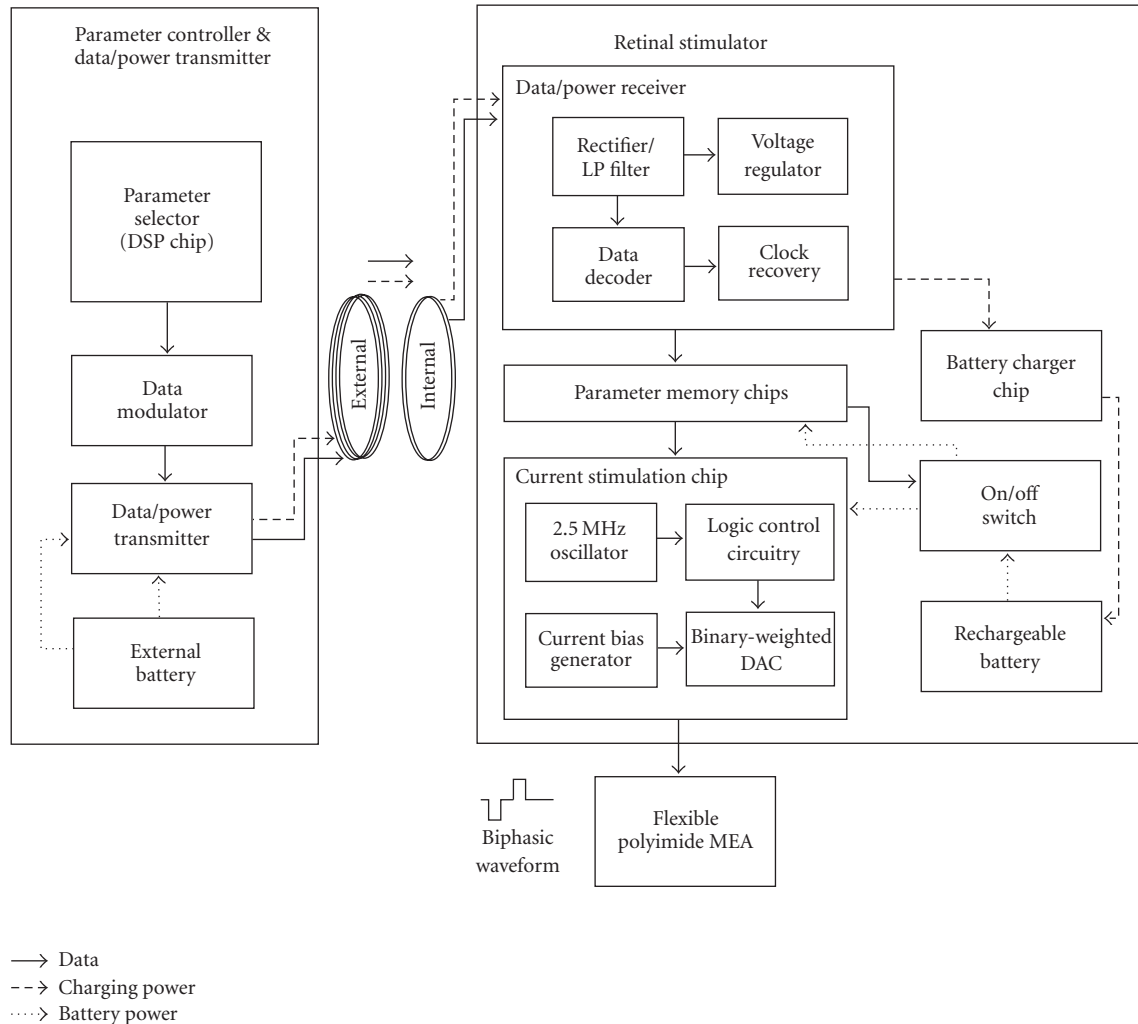 Parameter controller &
data/power transmitter
Parameter
selector
(DSP chip)
Data
modulator
Data/power
transmitter
External
battery
External
Internal
Retinal stimulator
Data/power receiver
Rectifier/
LP filter
Voltage
regulator
Data
decoder
Clock
recovery
Battery charger
chip
Parameter memory chips
On/off
switch
Rechargeable
battery
Current stimulation chip
2.5 MHz
oscillator
Logic control
circuitry
Current bias
generator
Binary-weighted
DAC
Biphasic
waveform
Flexible
polyimide MEA
Data
Charging power
Battery power